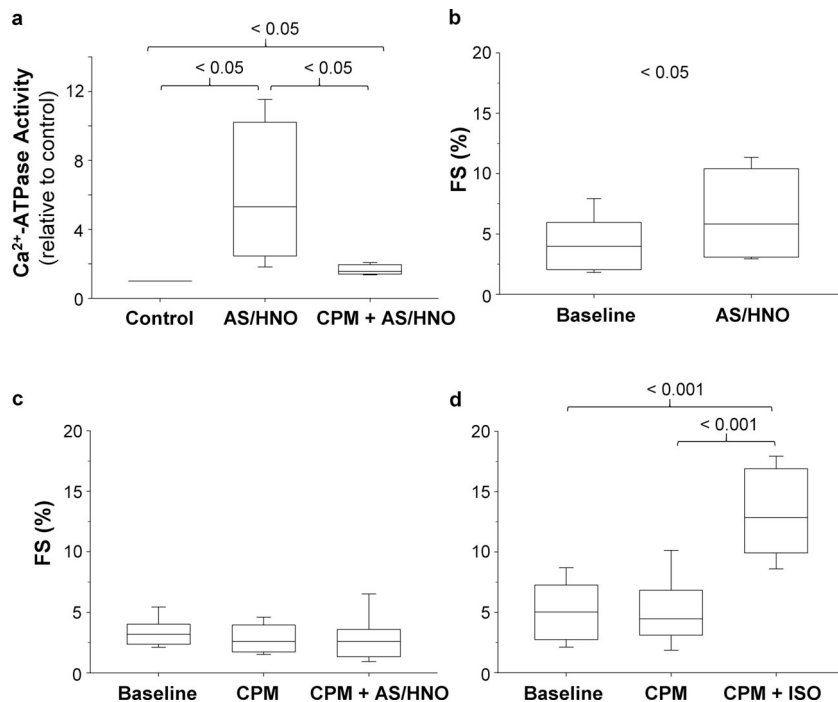 a
< 0.05
< 0.05
< 0.05
Ca²⁺-ATPase Activity
(relative to control)
12
8
4
0
Control
AS/HNO
CPM + AS/HNO
b
< 0.05
FS (%)
20
15
10
5
0
Baseline
AS/HNO
c
FS (%)
20
15
10
5
0
Baseline
CPM
CPM + AS/HNO
d
< 0.001
< 0.001
20
15
10
5
0
Baseline
CPM
CPM + ISO